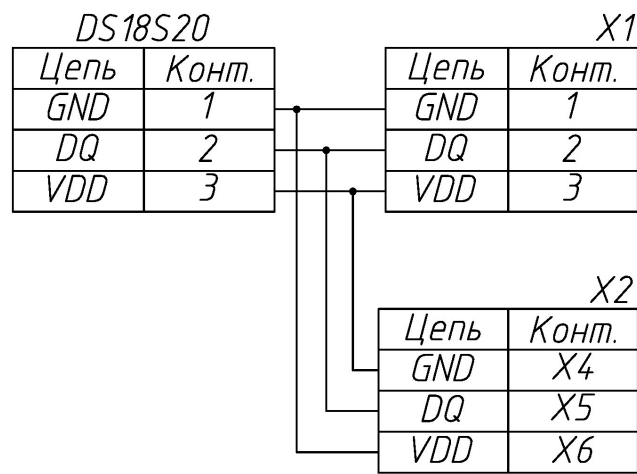 DS18S20 X1
Цепь Конт. Цепь Конт.
GND 1 GND 1
DQ 2 DQ 2
VDD 3 VDD 3
X2
Цепь Конт.
GND X4
DQ X5
VDD X6